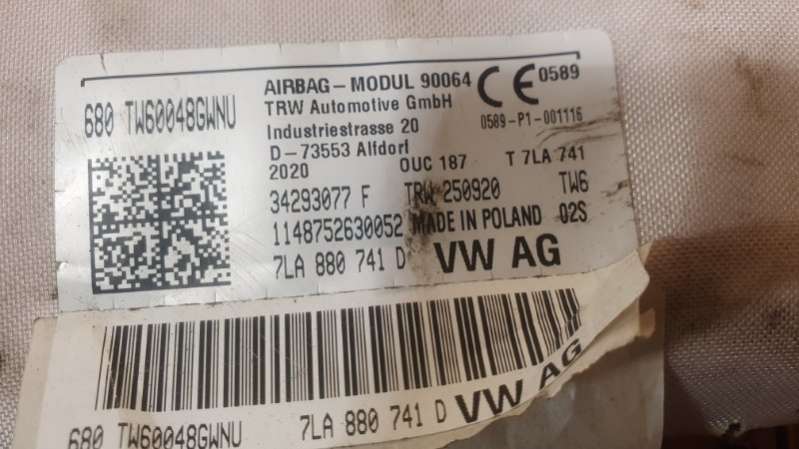 680 TW60048GWNU
AIRBAG-MODUL 90064
CE 0589
TRW Automotive GmbH
0589-P1-001116
Industriestrasse 20
D-73553 Alfdorf
2020
OUC 187
T 7LA 741
34293077 F
TRW 250920
TW6
1148752630052
MADE IN POLAND
02S
7LA 880 741 D
VW AG
7LA 880 741 D
VW AG
680 TW60048GWNU